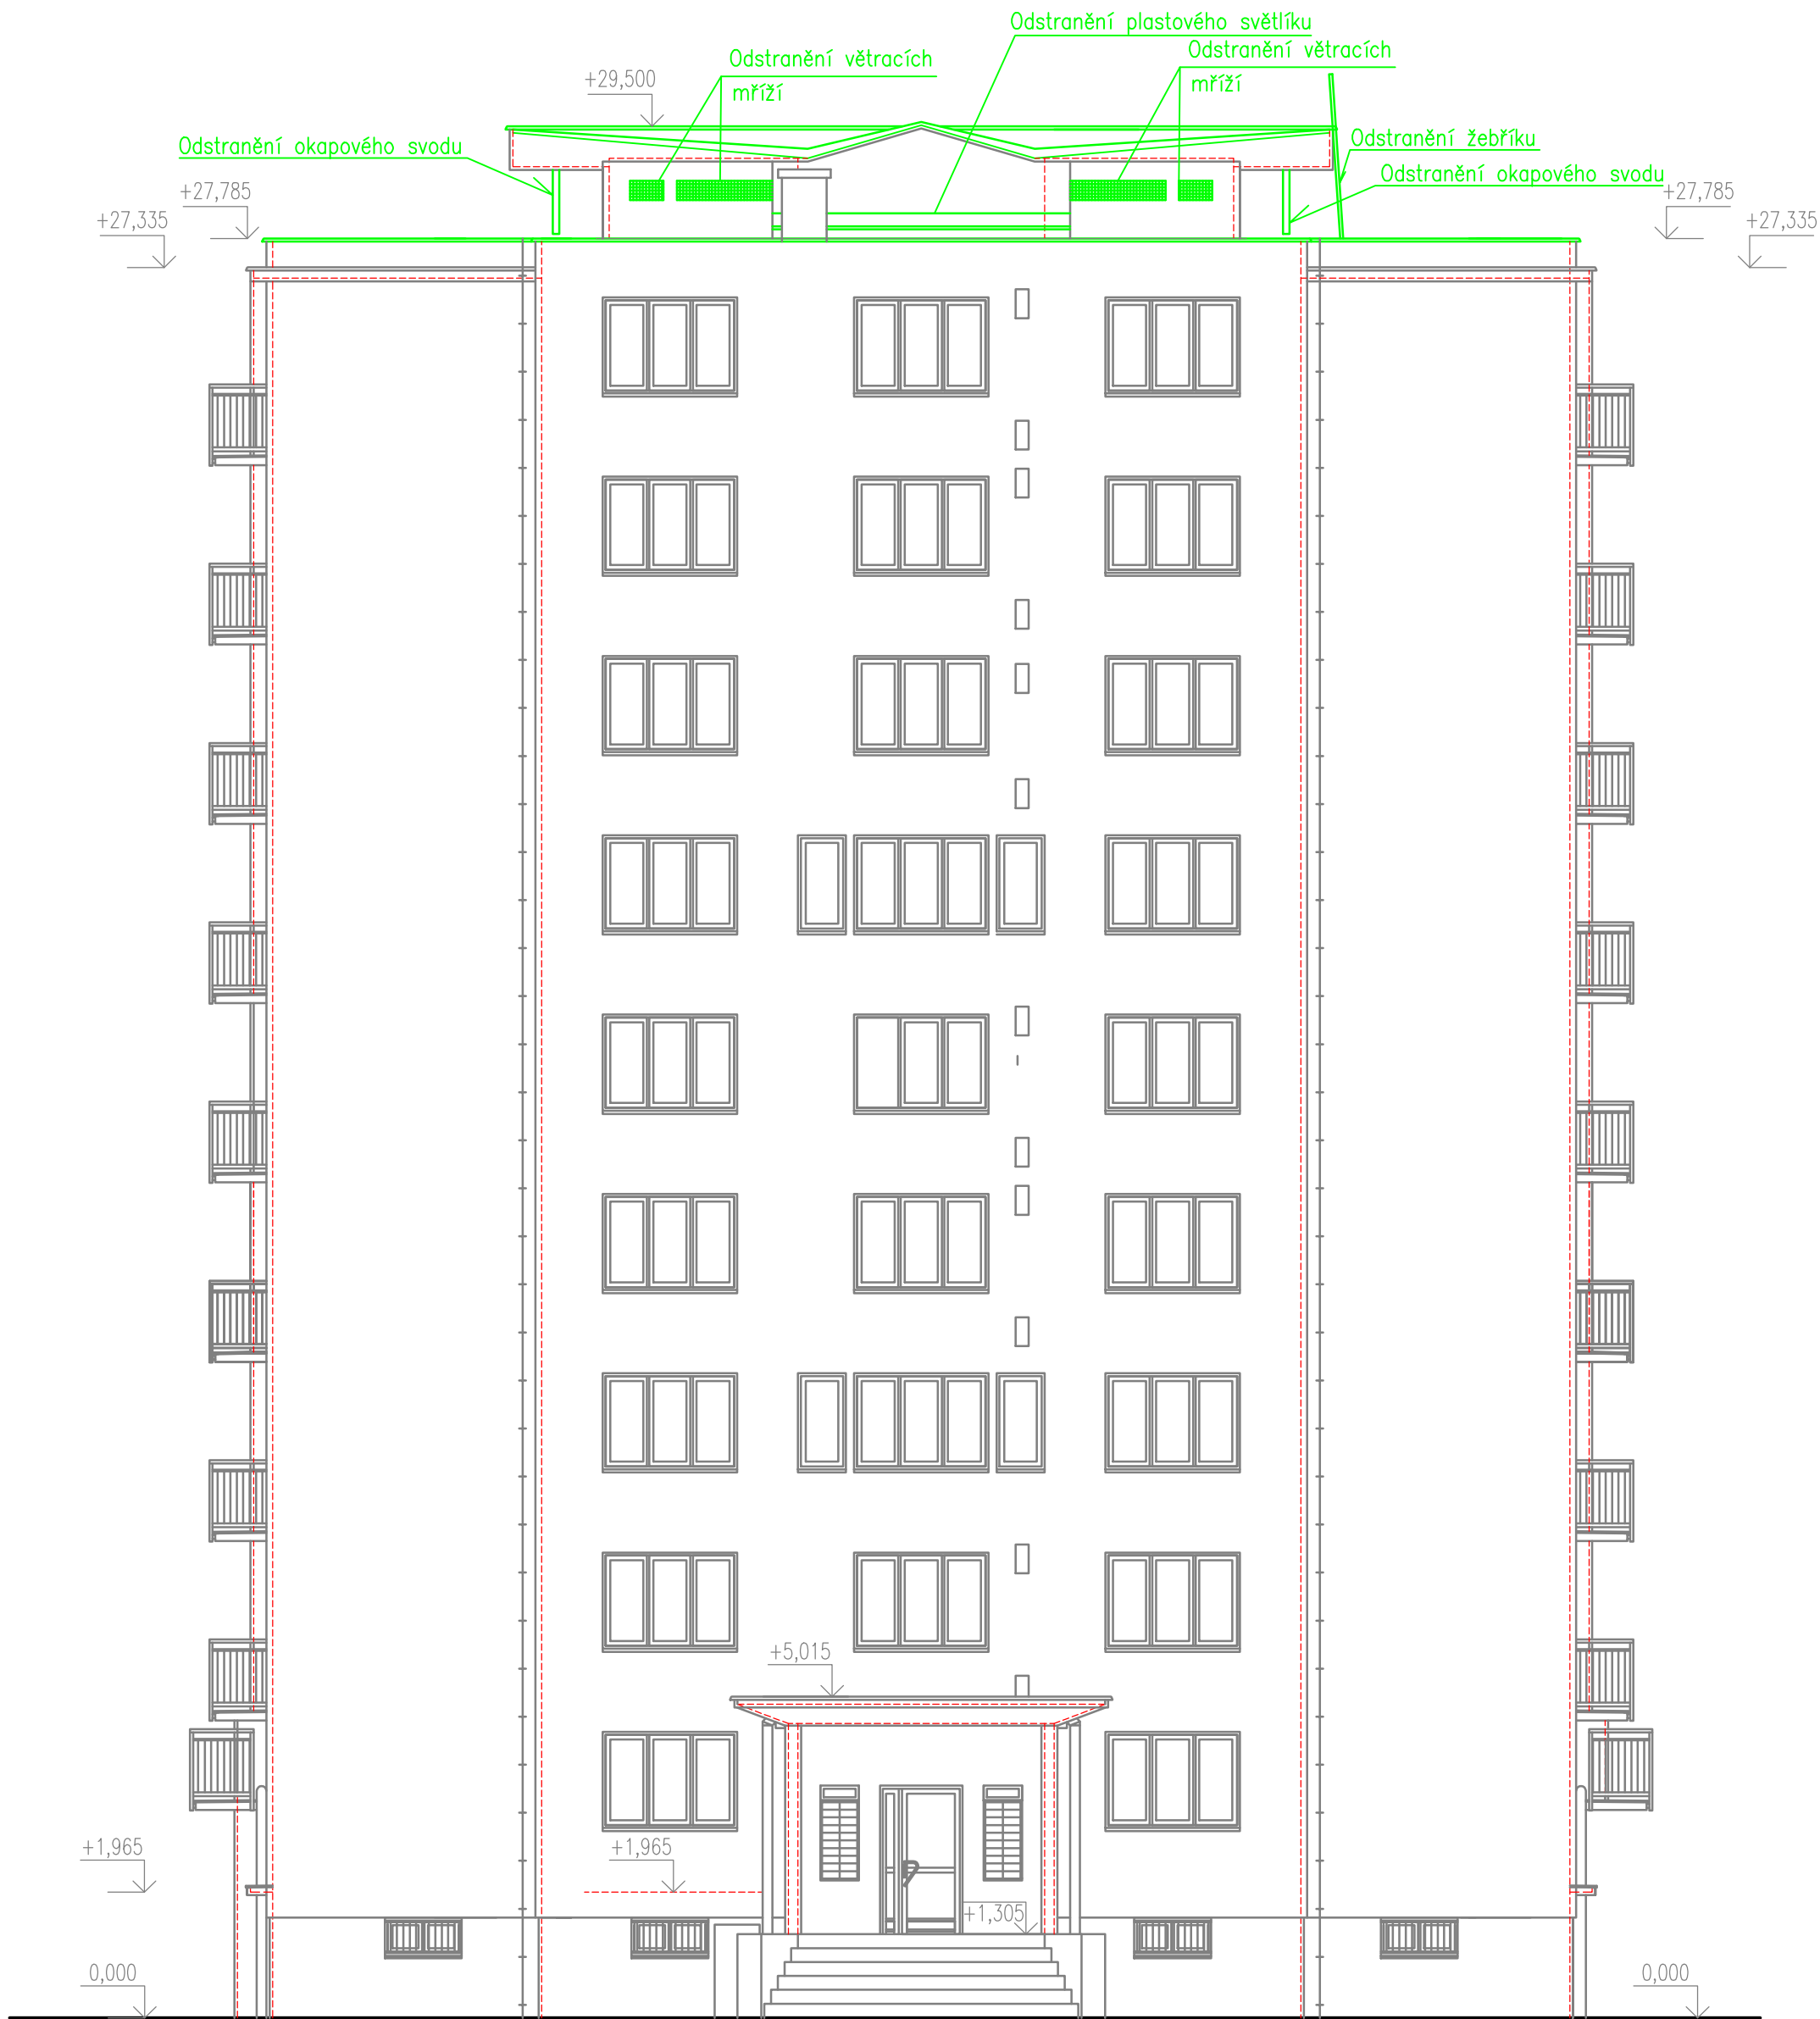 Odstranění plastového světlíku
Odstranění větracích
mříží
Odstranění větracích
mříží
+29,500
Odstranění okapového svodu
Odstranění žebříku
Odstranění okapového svodu
+27,785
+27,335
+27,785
+27,335
+5,015
+1,965
+1,965
+1,305
0,000
0,000